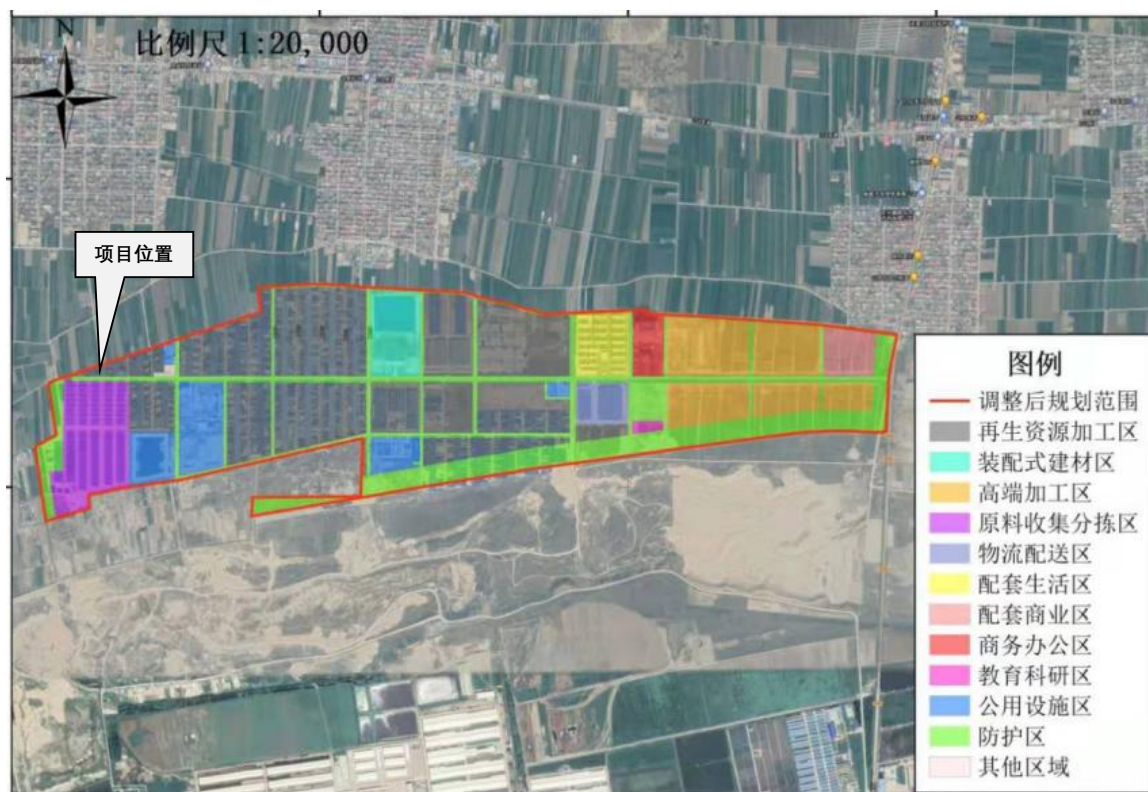 N
比例尺 1:20,000
项目位置
图例
调整后规划范围
再生资源加工区
装配式建材区
高端加工区
原料收集分拣区
物流配送区
配套生活区
配套商业区
商务办公区
教育科研区
公用设施区
防护区
其他区域